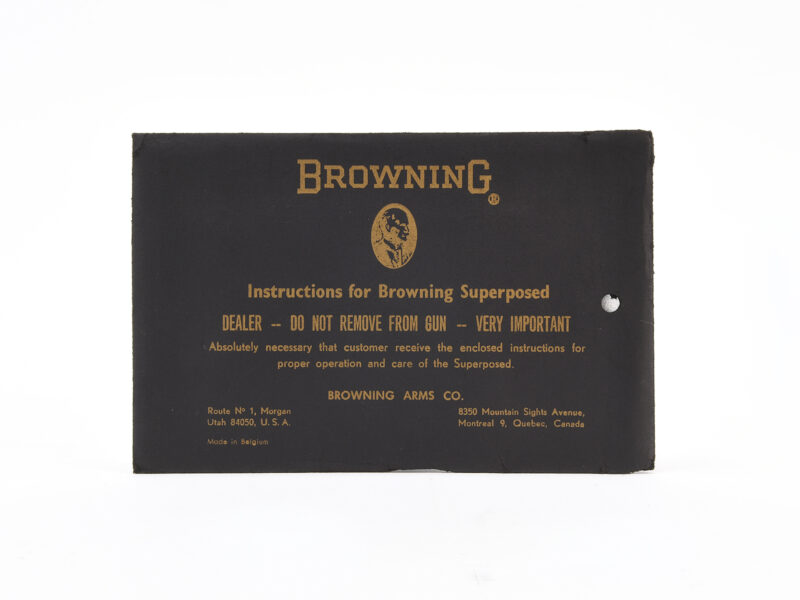 BROWNING®
Instructions for Browning Superposed
DEALER -- DO NOT REMOVE FROM GUN -- VERY IMPORTANT
Absolutely necessary that customer receive the enclosed instructions for
proper operation and care of the Superposed.
BROWNING ARMS CO.
Route Nº 1, Morgan
Utah 84050, U. S. A.
8350 Mountain Sights Avenue,
Montreal 9, Quebec, Canada
Made in Belgium